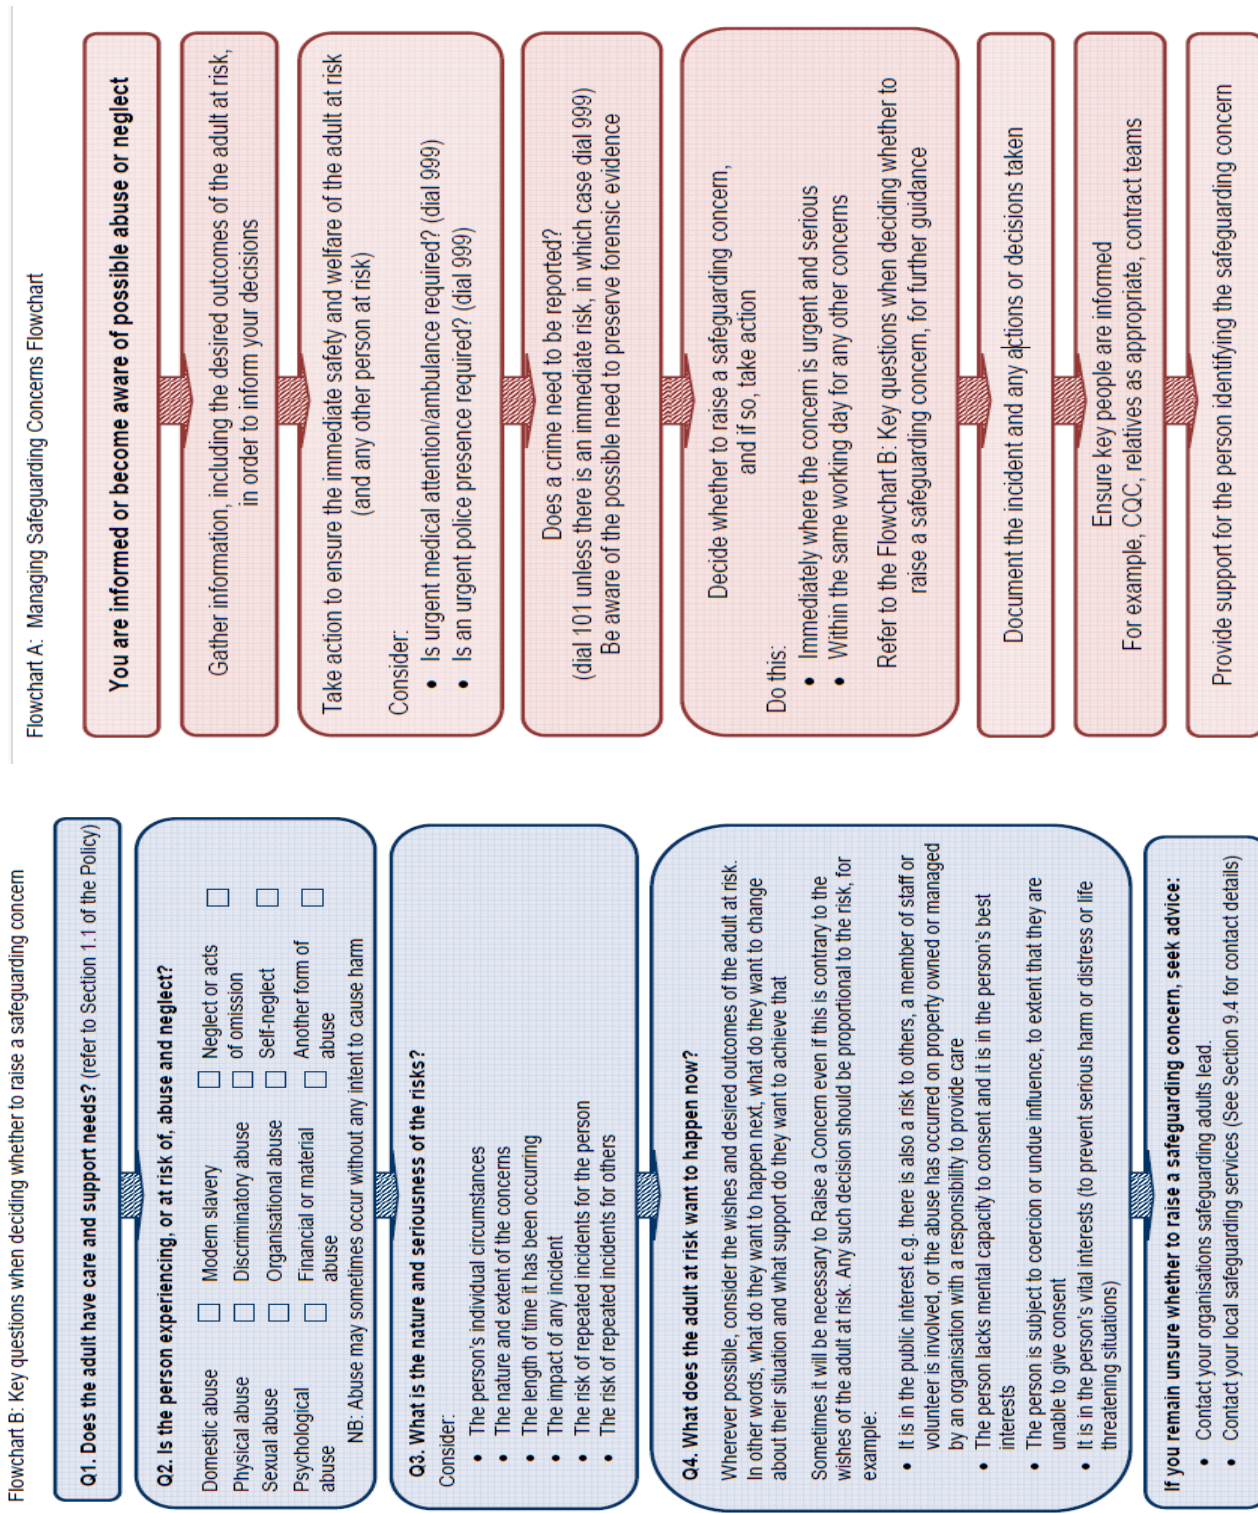 Flowchart A: Managing Safeguarding Concerns Flowchart
You are informed or become aware of possible abuse or neglect
Gather information, including the desired outcomes of the adult at risk,
in order to inform your decisions
Take action to ensure the immediate safety and welfare of the adult at risk
(and any other person at risk)
Consider:
• Is urgent medical attention/ambulance required? (dial 999)
• Is an urgent police presence required? (dial 999)
Does a crime need to be reported?
(dial 101 unless there is an immediate risk, in which case dial 999)
Be aware of the possible need to preserve forensic evidence
Decide whether to raise a safeguarding concern,
and if so, take action
Do this:
• Immediately where the concern is urgent and serious
• Within the same working day for any other concerns
Refer to the Flowchart B: Key questions when deciding whether to
raise a safeguarding concern, for further guidance
Document the incident and any actions or decisions taken
Ensure key people are informed
For example, CQC, relatives as appropriate, contract teams
Provide support for the person identifying the safeguarding concern
Flowchart B: Key questions when deciding whether to raise a safeguarding concern
Q1. Does the adult have care and support needs? (refer to Section 1.1 of the Policy)
Q2. Is the person experiencing, or at risk of, abuse and neglect?
Domestic abuse ☐ Modern slavery ☐ Neglect or acts ☐
of omission
Physical abuse ☐ Discriminatory abuse ☐
Sexual abuse ☐ Organisational abuse ☐ Self-neglect ☐
Psychological ☐ Financial or material ☐ Another form of ☐
abuse abuse abuse
NB: Abuse may sometimes occur without any intent to cause harm
Q3. What is the nature and seriousness of the risks?
Consider:
• The person's individual circumstances
• The nature and extent of the concerns
• The length of time it has been occurring
• The impact of any incident
• The risk of repeated incidents for the person
• The risk of repeated incidents for others
Q4. What does the adult at risk want to happen now?
Wherever possible, consider the wishes and desired outcomes of the adult at risk.
In other words, what do they want to happen next, what do they want to change
about their situation and what support do they want to achieve that
Sometimes it will be necessary to Raise a Concern even if this is contrary to the
wishes of the adult at risk. Any such decision should be proportional to the risk, for
example:
• It is in the public interest e.g. there is also a risk to others, a member of staff or
volunteer is involved, or the abuse has occurred on property owned or managed
by an organisation with a responsibility to provide care
• The person lacks mental capacity to consent and it is in the person's best
interests
• The person is subject to coercion or undue influence, to extent that they are
unable to give consent
• It is in the person's vital interests (to prevent serious harm or distress or life
threatening situations)
If you remain unsure whether to raise a safeguarding concern, seek advice:
• Contact your organisations safeguarding adults lead.
• Contact your local safeguarding services (See Section 9.4 for contact details)